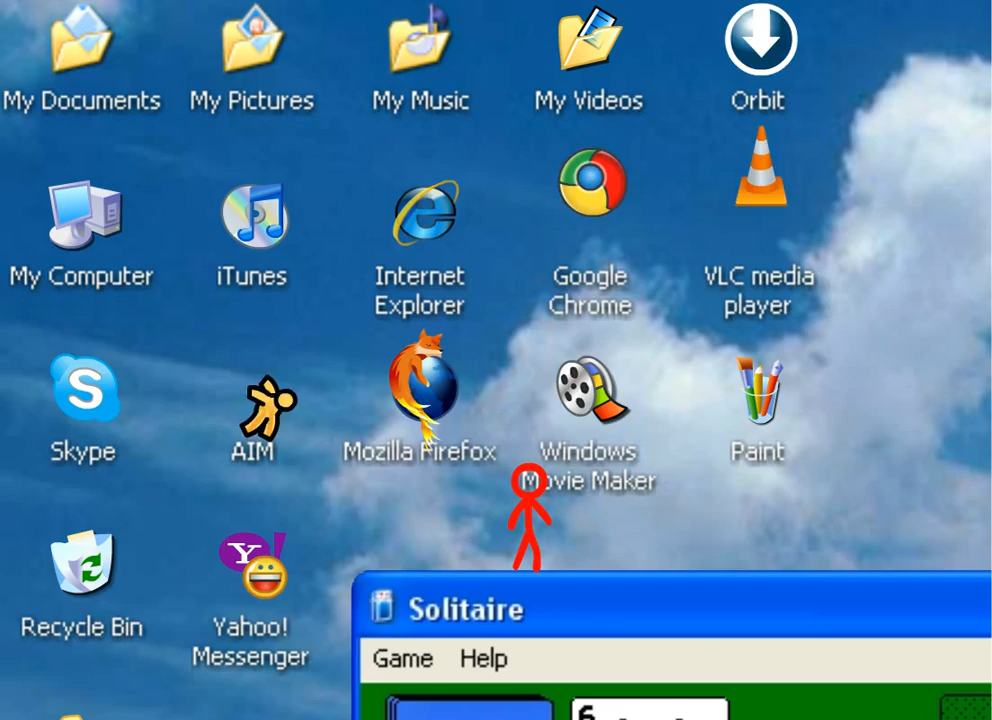 My Documents
My Pictures
My Music
My Videos
Orbit
My Computer
iTunes
Internet
Explorer
Google
Chrome
VLC media
player
S
Skype
AIM
Mozilla Firefox
Windows
Movie Maker
Paint
Recycle Bin
Y!
Yahoo!
Messenger
Solitaire
Game Help
6